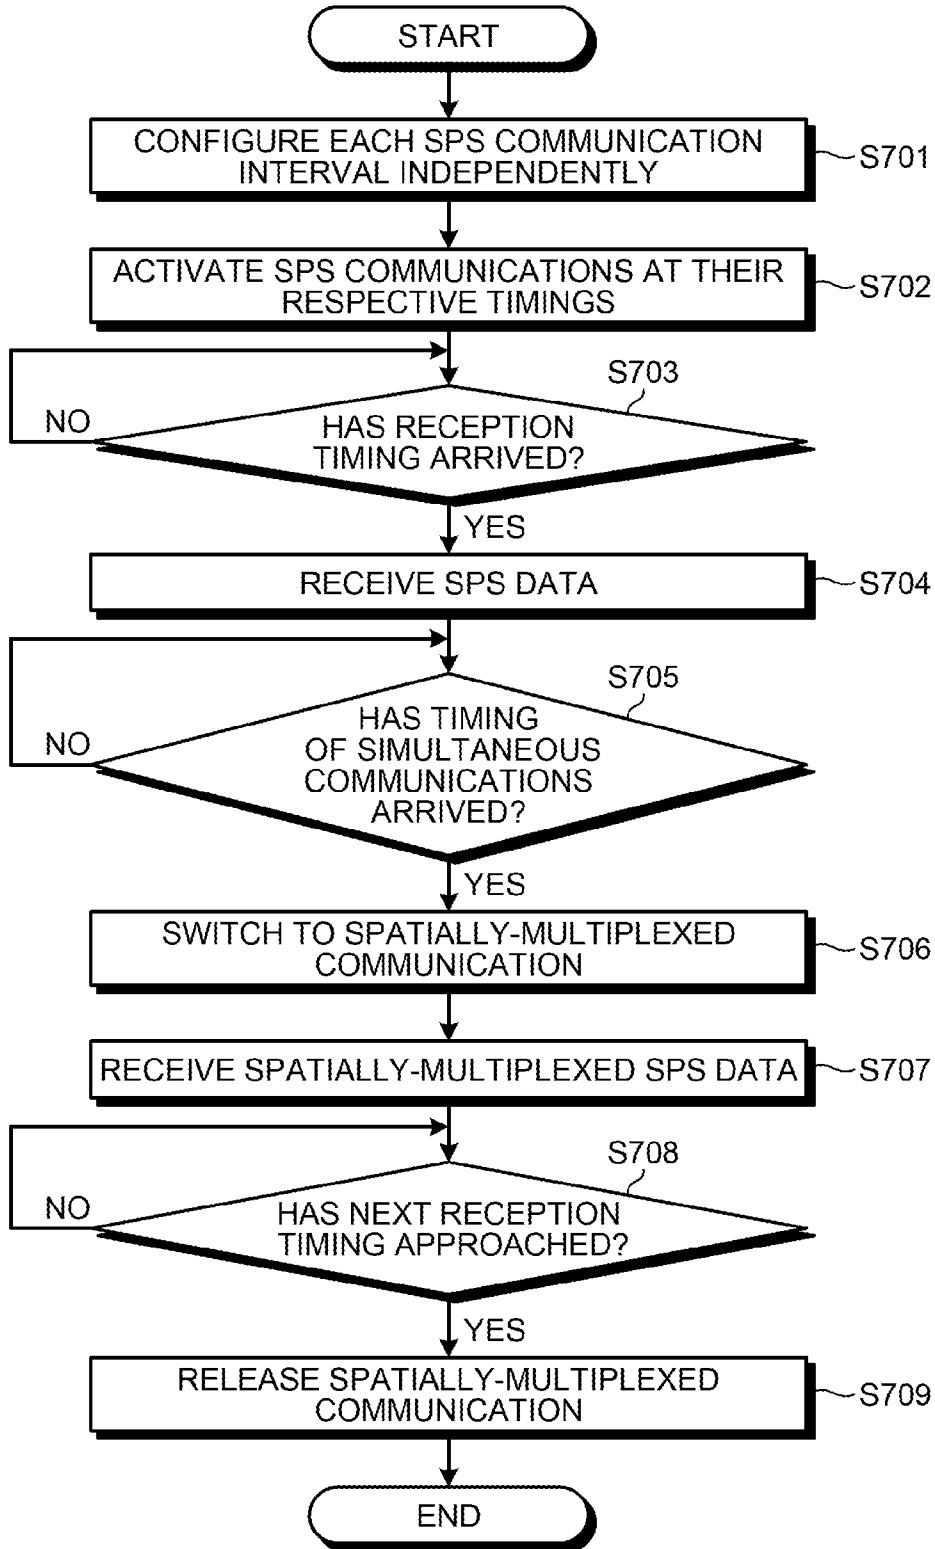 START
CONFIGURE EACH SPS COMMUNICATION
INTERVAL INDEPENDENTLY
S701
ACTIVATE SPS COMMUNICATIONS AT THEIR
RESPECTIVE TIMINGS
S702
S703
NO
HAS RECEPTION
TIMING ARRIVED?
YES
RECEIVE SPS DATA
S704
S705
NO
HAS TIMING
OF SIMULTANEOUS
COMMUNICATIONS
ARRIVED?
YES
SWITCH TO SPATIALLY-MULTIPLEXED
COMMUNICATION
S706
RECEIVE SPATIALLY-MULTIPLEXED SPS DATA
S707
S708
NO
HAS NEXT RECEPTION
TIMING APPROACHED?
YES
RELEASE SPATIALLY-MULTIPLEXED
COMMUNICATION
S709
END